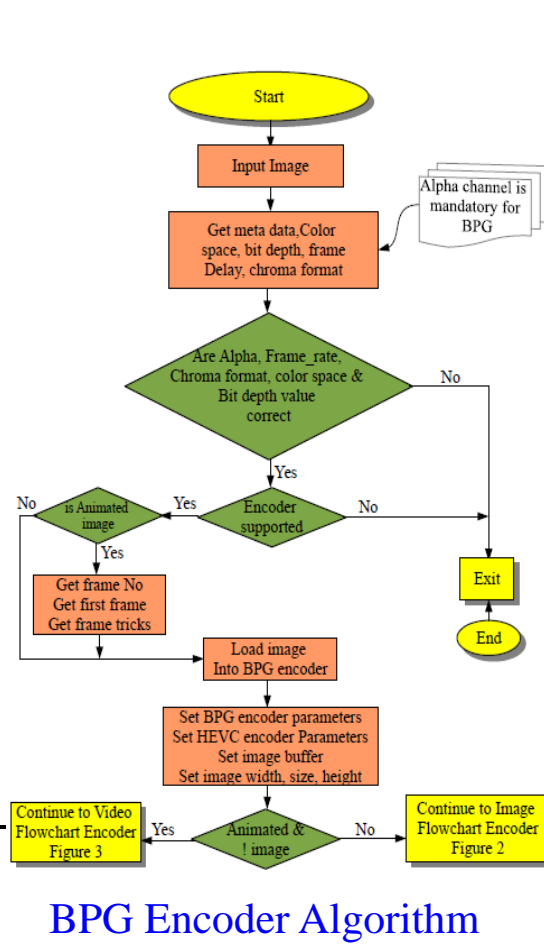 Start
Input Image
Alpha channel is
mandatory for
BPG
Get meta data,Color
space, bit depth, frame
Delay, chroma format
Are Alpha, Frame_rate,
Chroma format, color space &
Bit depth value
correct
No
Yes
No
is Animated
image
Yes
Encoder
supported
No
Yes
Get frame No
Get first frame
Get frame tricks
Exit
End
Load image
Into BPG encoder
Set BPG encoder parameters
Set HEVC encoder Parameters
Set image buffer
Set image width, size, height
Continue to Video
Flowchart Encoder
Figure 3
Yes
Animated &
! image
No
Continue to Image
Flowchart Encoder
Figure 2
BPG Encoder Algorithm